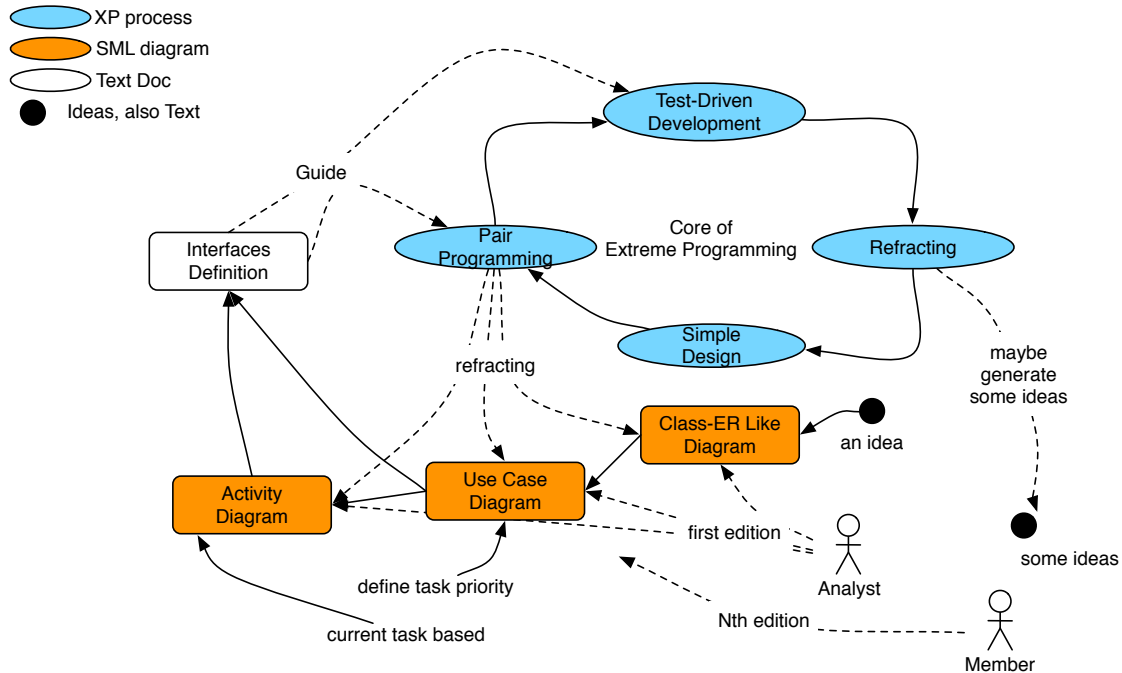 XP process
SML diagram
Text Doc
Ideas, also Text
Test-Driven
Development
Guide
Interfaces
Definition
Pair
Programming
Core of
Extreme Programming
Refracting
Simple
Design
refracting
maybe
generate
some ideas
Class-ER Like
Diagram
an idea
Use Case
Diagram
Activity
Diagram
first edition
some ideas
define task priority
Analyst
Nth edition
current task based
Member